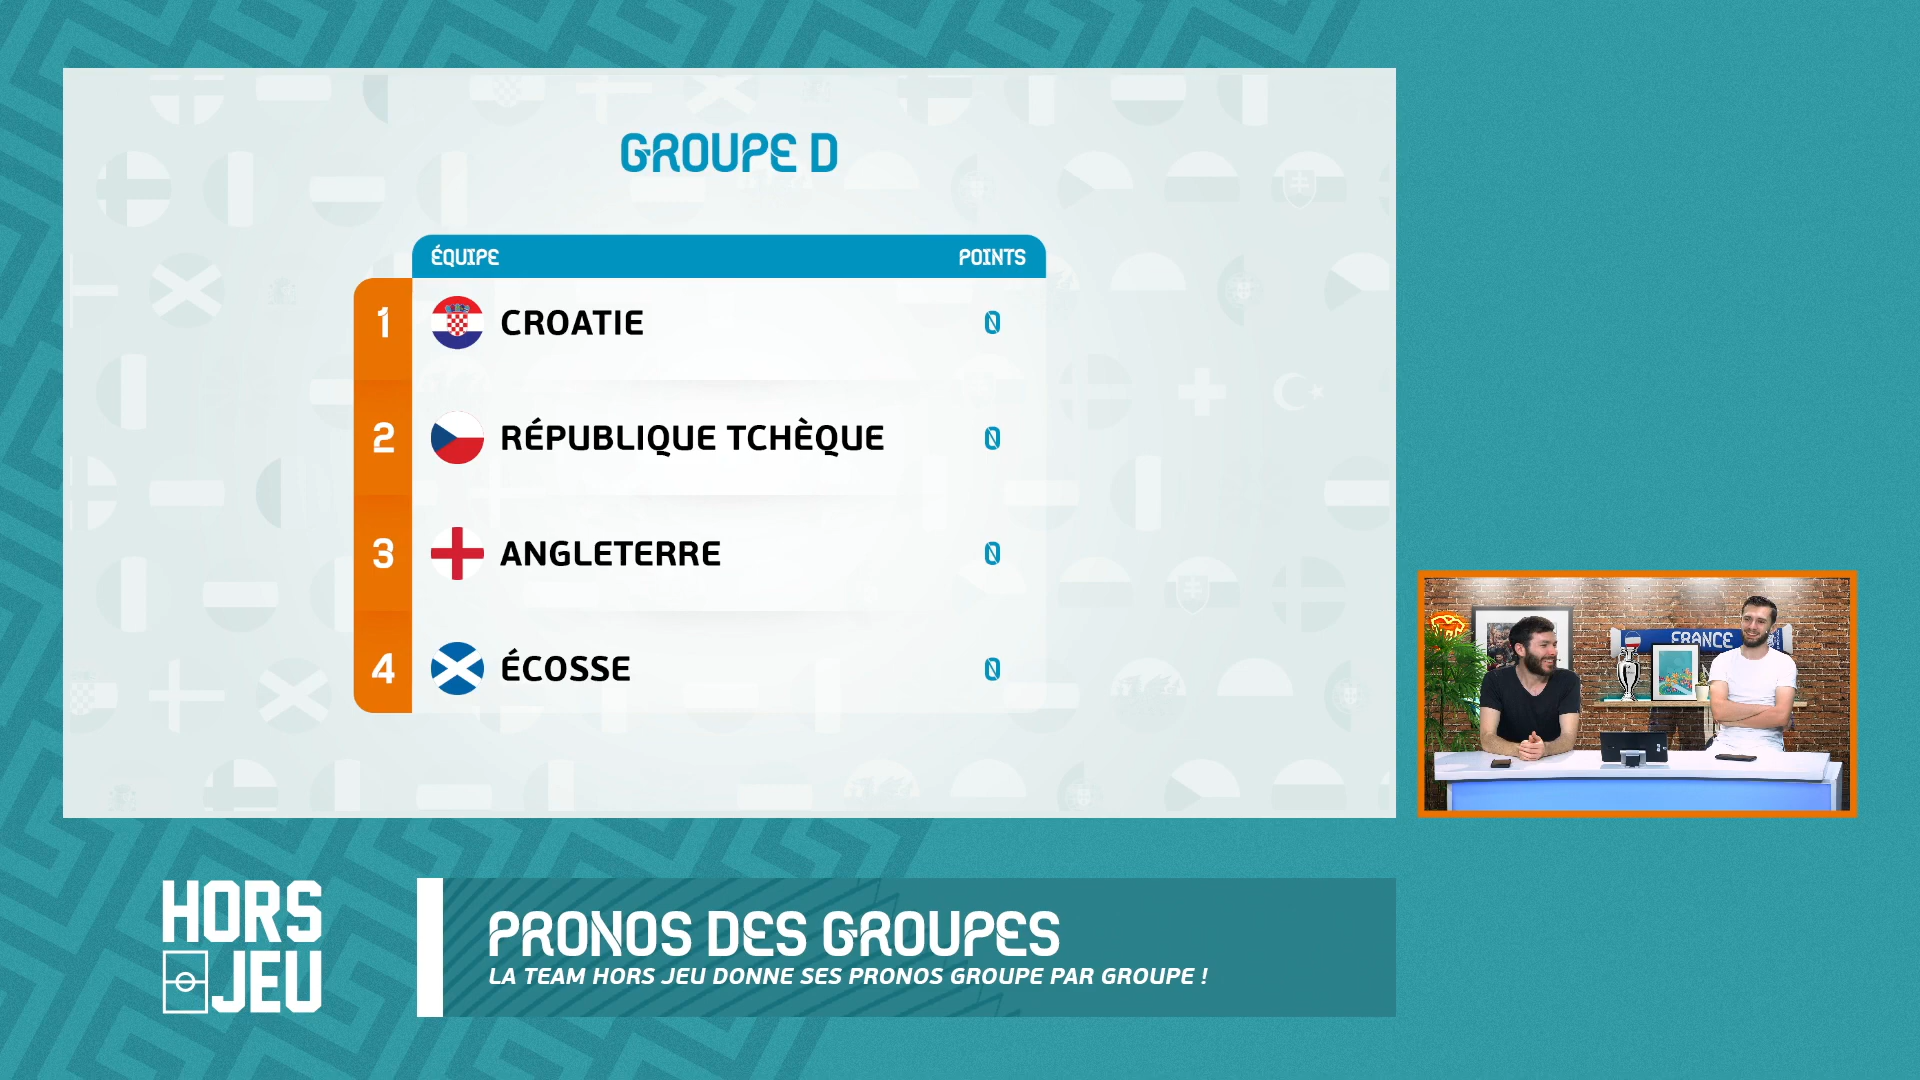 GROUPE D
ÉQUIPE POINTS
1 CROATIE 0
2 RÉPUBLIQUE TCHÈQUE 0
3 ANGLETERRE 0
4 ÉCOSSE 0
FRANCE
HORS
JEU
PRONOS DES GROUPES
LA TEAM HORS JEU DONNE SES PRONOS GROUPE PAR GROUPE !